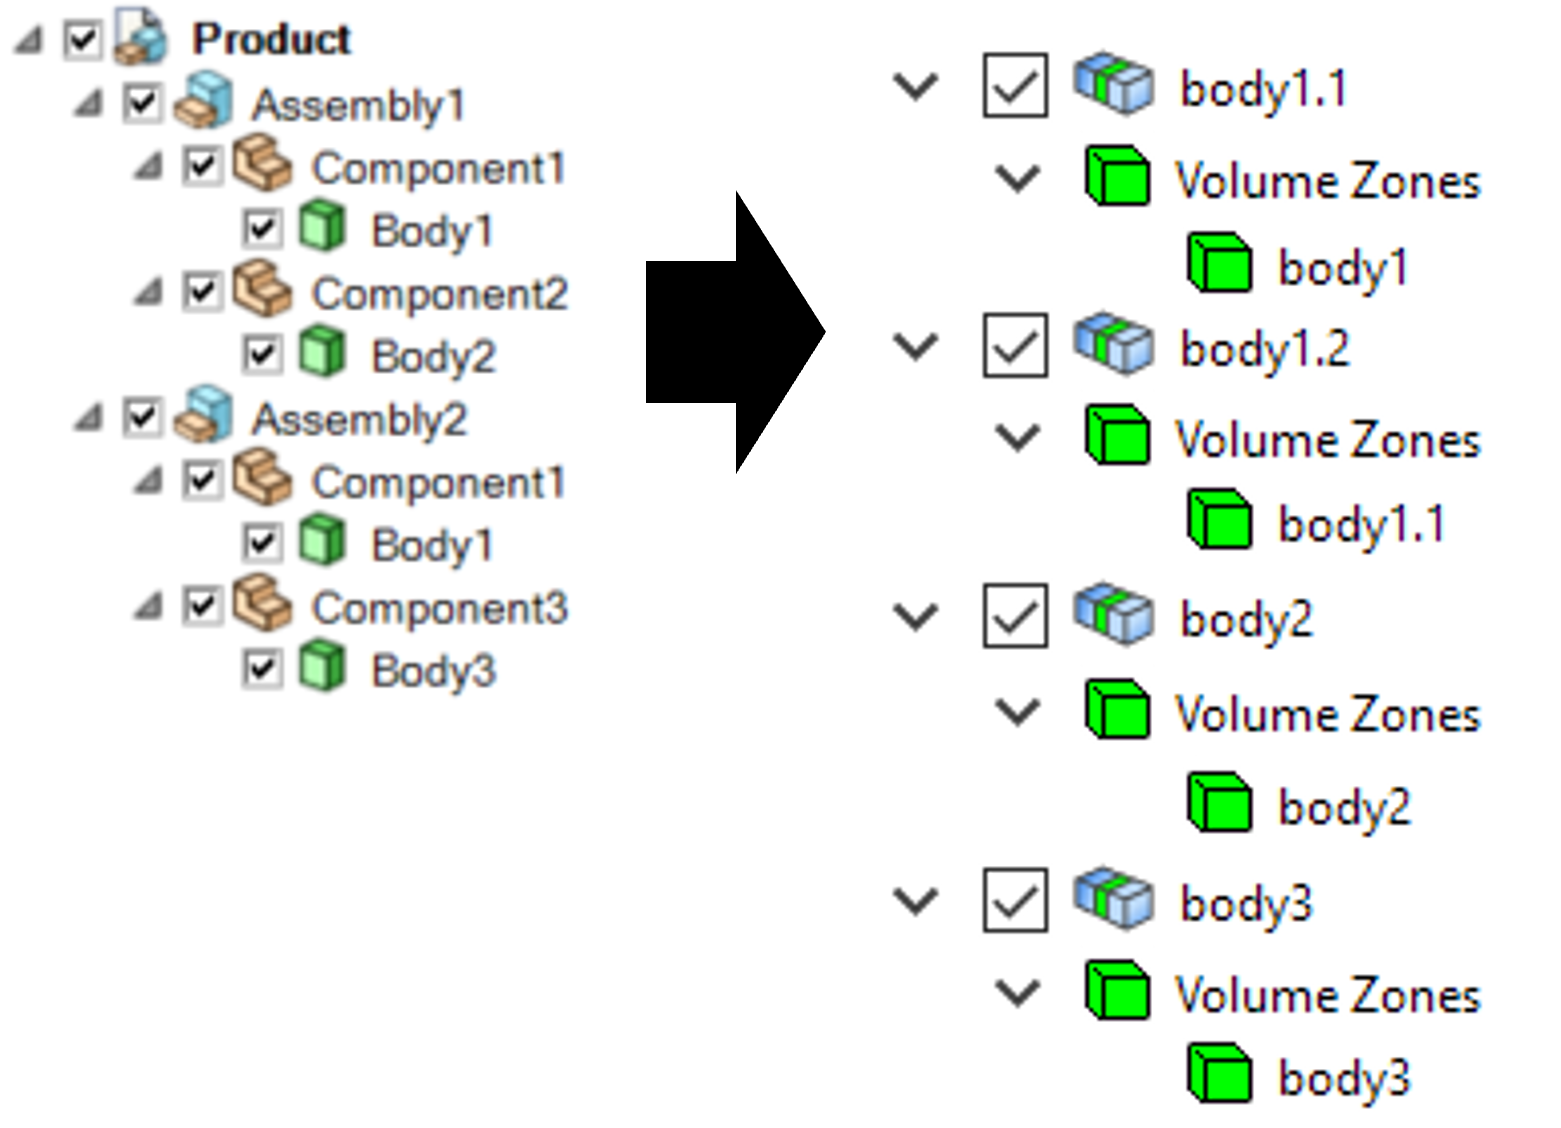 Product
Assembly1
Component1
Body1
Component2
Body2
Assembly2
Component1
Body1
Component3
Body3
body1.1
Volume Zones
body1
body1.2
Volume Zones
body1.1
body2
Volume Zones
body2
body3
Volume Zones
body3